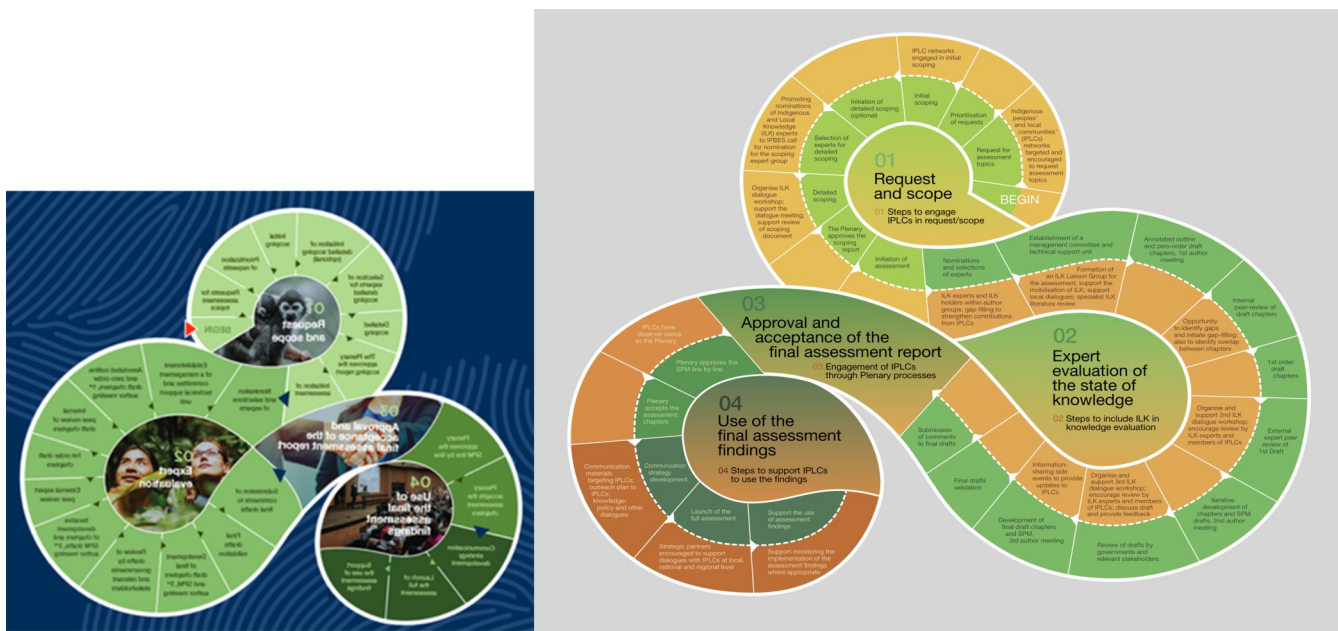 BEGIN
Requests for
assessment
topics
Prioritization
of requests
Initial
scoping
Initiation of
detailed scoping
(optional)
Selection of
experts for
detailed
scoping
Detailed
scoping
The Plenary
approves the
scoping report
Initiation of
assessment
01
Request
and scope
Nominations
and selections
of experts
Establishment
of a management
committee and
technical support
unit
Annotated outline
and zero-order
draft chapters, 1st
author meeting
Internal
peer-review of
draft chapters
1st order draft
chapters
External expert
peer review
Iterative
development
of chapters and
SPM drafts, 2nd
author meeting
Review of
drafts by
governments
and relevant
stakeholders
Development of final
draft chapters
and SPM, 3rd
author meeting
Final
drafts
validation
Submission of
comments to
final drafts
02
Expert
evaluation
03
Approval and
acceptance of the
final assessment report
Plenary
approves the
SPM line by line
Plenary
accepts the
assessment
chapters
Communication
strategy
development
Launch of
the full
assessment
Support
the use of
assessment
findings
04
Use of
the final
assessment
findings
IPLC networks
engaged in initial
scoping
Promoting
nominations
of Indigenous
and Local
Knowledge
(ILK) experts
to IPBES call
for nomination
for the scoping
expert group
Organise ILK
dialogue
workshop;
support the
dialogue meeting;
support review
of scoping
document
Indigenous
peoples'
and local
communities'
(IPLCs)
networks
targeted and
encouraged
to request
assessment
topics
BEGIN
Request for
assessment
topics
Prioritisation
of requests
Initial
scoping
Initiation of
detailed scoping
(optional)
Selection of
experts for
detailed
scoping
Detailed
scoping
The Plenary
approves the
scoping
report
Initiation of
assessment
01
Request
and scope
01 Steps to engage
IPLCs in request/scope
Nominations
and selections
of experts
Establishment of a
management committee and
technical support unit
Annotated outline
and zero-order draft
chapters, 1st author
meeting
Internal
peer-review of
draft chapters
1st order
draft
chapters
External
expert peer
review of
1st Draft
Iterative
development of
chapters and SPM
drafts, 2nd author
meeting
Review of drafts by
governments and
relevant stakeholders
Development of
final draft chapters
and SPM,
3rd author meeting
Final drafts
validation
Submission
of comments
to final drafts
ILK experts and ILK
holders within author
groups; gap-filling to
strengthen contributions
from IPLCs
Formation of
an ILK Liaison Group for
the assessment; support the
mobilisation of ILK; support
local dialogues; specialist ILK
literature review
Opportunity
to identify gaps
and initiate gap-filling;
also to identify overlap
between chapters
Organise and
support 2nd ILK
dialogue workshop;
encourage review by
ILK experts and
members of IPLCs
Organise and
support 3rd ILK
dialogue workshop;
encourage review by
ILK experts and members
of IPLCs; discuss draft
and provide feedback
Information-
sharing side
events to provide
updates to
IPLCs
02
Expert
evaluation of
the state of
knowledge
02 Steps to include ILK in
knowledge evaluation
03
Approval and
acceptance of the
final assessment report
03 Engagement of IPLCs
through Plenary processes
IPLCs have
observer status
as the Plenary
Plenary approves the
SPM line by line
Plenary
accepts the
assessment
chapters
Communication
strategy
development
Launch of the
full assessment
Support the use
of assessment
findings
04
Use of the
final assessment
findings
04 Steps to support IPLCs
to use the findings
Communication
materials
targeting IPLCs;
outreach plan to
IPLCs;
knowledge-
policy and other
dialogues
Strategic partners
encouraged to support
dialogues with IPLCs at local,
national and regional level
Support monitoring the
implementation of the
assessment findings
where appropriate